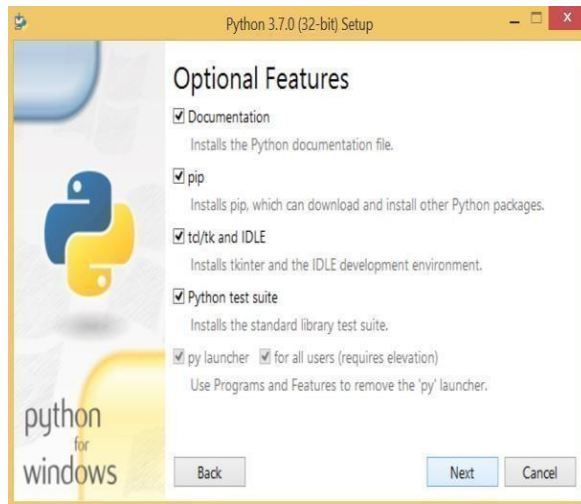 Python 3.7.0 (32-bit) Setup
Optional Features
Documentation
Installs the Python documentation file.
pip
Installs pip, which can download and install other Python packages.
tcl/tk and IDLE
Installs tkinter and the IDLE development environment.
Python test suite
Installs the standard library test suite.
py launcher for all users (requires elevation)
Use Programs and Features to remove the 'py' launcher.
python
for
windows
Back Next Cancel